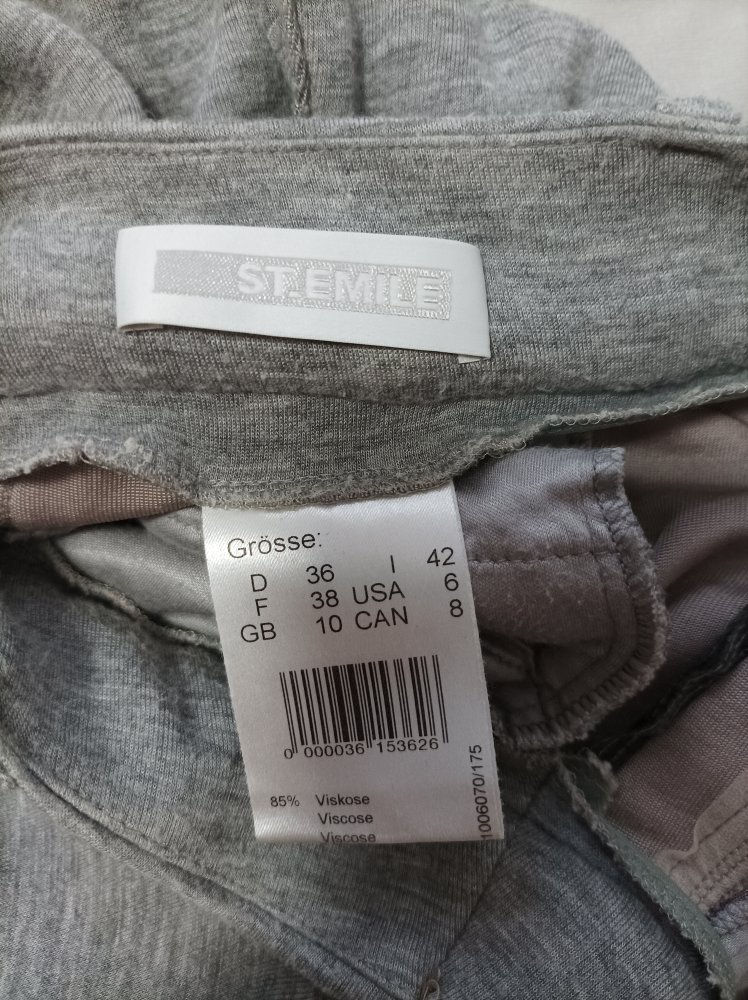 ST.EMILE
Grösse:
D 36 I 42
F 38 USA 6
GB 10 CAN 8
0 000036 153626
85% Viskose
Viscose
Viscose
1006070/175